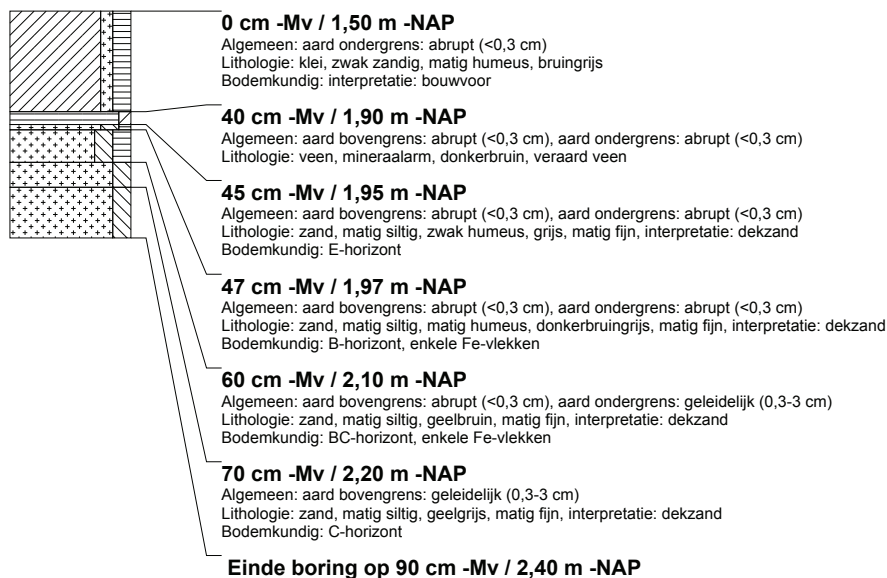 0 cm -Mv / 1,50 m -NAP
Algemeen: aard ondergrens: abrupt (<0,3 cm)
Lithologie: klei, zwak zandig, matig humeus, bruingrijs
Bodemkundig: interpretatie: bouwvoor
40 cm -Mv / 1,90 m -NAP
Algemeen: aard bovengrens: abrupt (<0,3 cm), aard ondergrens: abrupt (<0,3 cm)
Lithologie: veen, mineraalarm, donkerbruin, veraard veen
45 cm -Mv / 1,95 m -NAP
Algemeen: aard bovengrens: abrupt (<0,3 cm), aard ondergrens: abrupt (<0,3 cm)
Lithologie: zand, matig siltig, zwak humeus, grijs, matig fijn, interpretatie: dekzand
Bodemkundig: E-horizont
47 cm -Mv / 1,97 m -NAP
Algemeen: aard bovengrens: abrupt (<0,3 cm), aard ondergrens: abrupt (<0,3 cm)
Lithologie: zand, matig siltig, matig humeus, donkerbruingrijs, matig fijn, interpretatie: dekzand
Bodemkundig: B-horizont, enkele Fe-vlekken
60 cm -Mv / 2,10 m -NAP
Algemeen: aard bovengrens: abrupt (<0,3 cm), aard ondergrens: geleidelijk (0,3-3 cm)
Lithologie: zand, matig siltig, geelbruin, matig fijn, interpretatie: dekzand
Bodemkundig: BC-horizont, enkele Fe-vlekken
70 cm -Mv / 2,20 m -NAP
Algemeen: aard bovengrens: geleidelijk (0,3-3 cm)
Lithologie: zand, matig siltig, geelgrijs, matig fijn, interpretatie: dekzand
Bodemkundig: C-horizont
Einde boring op 90 cm -Mv / 2,40 m -NAP